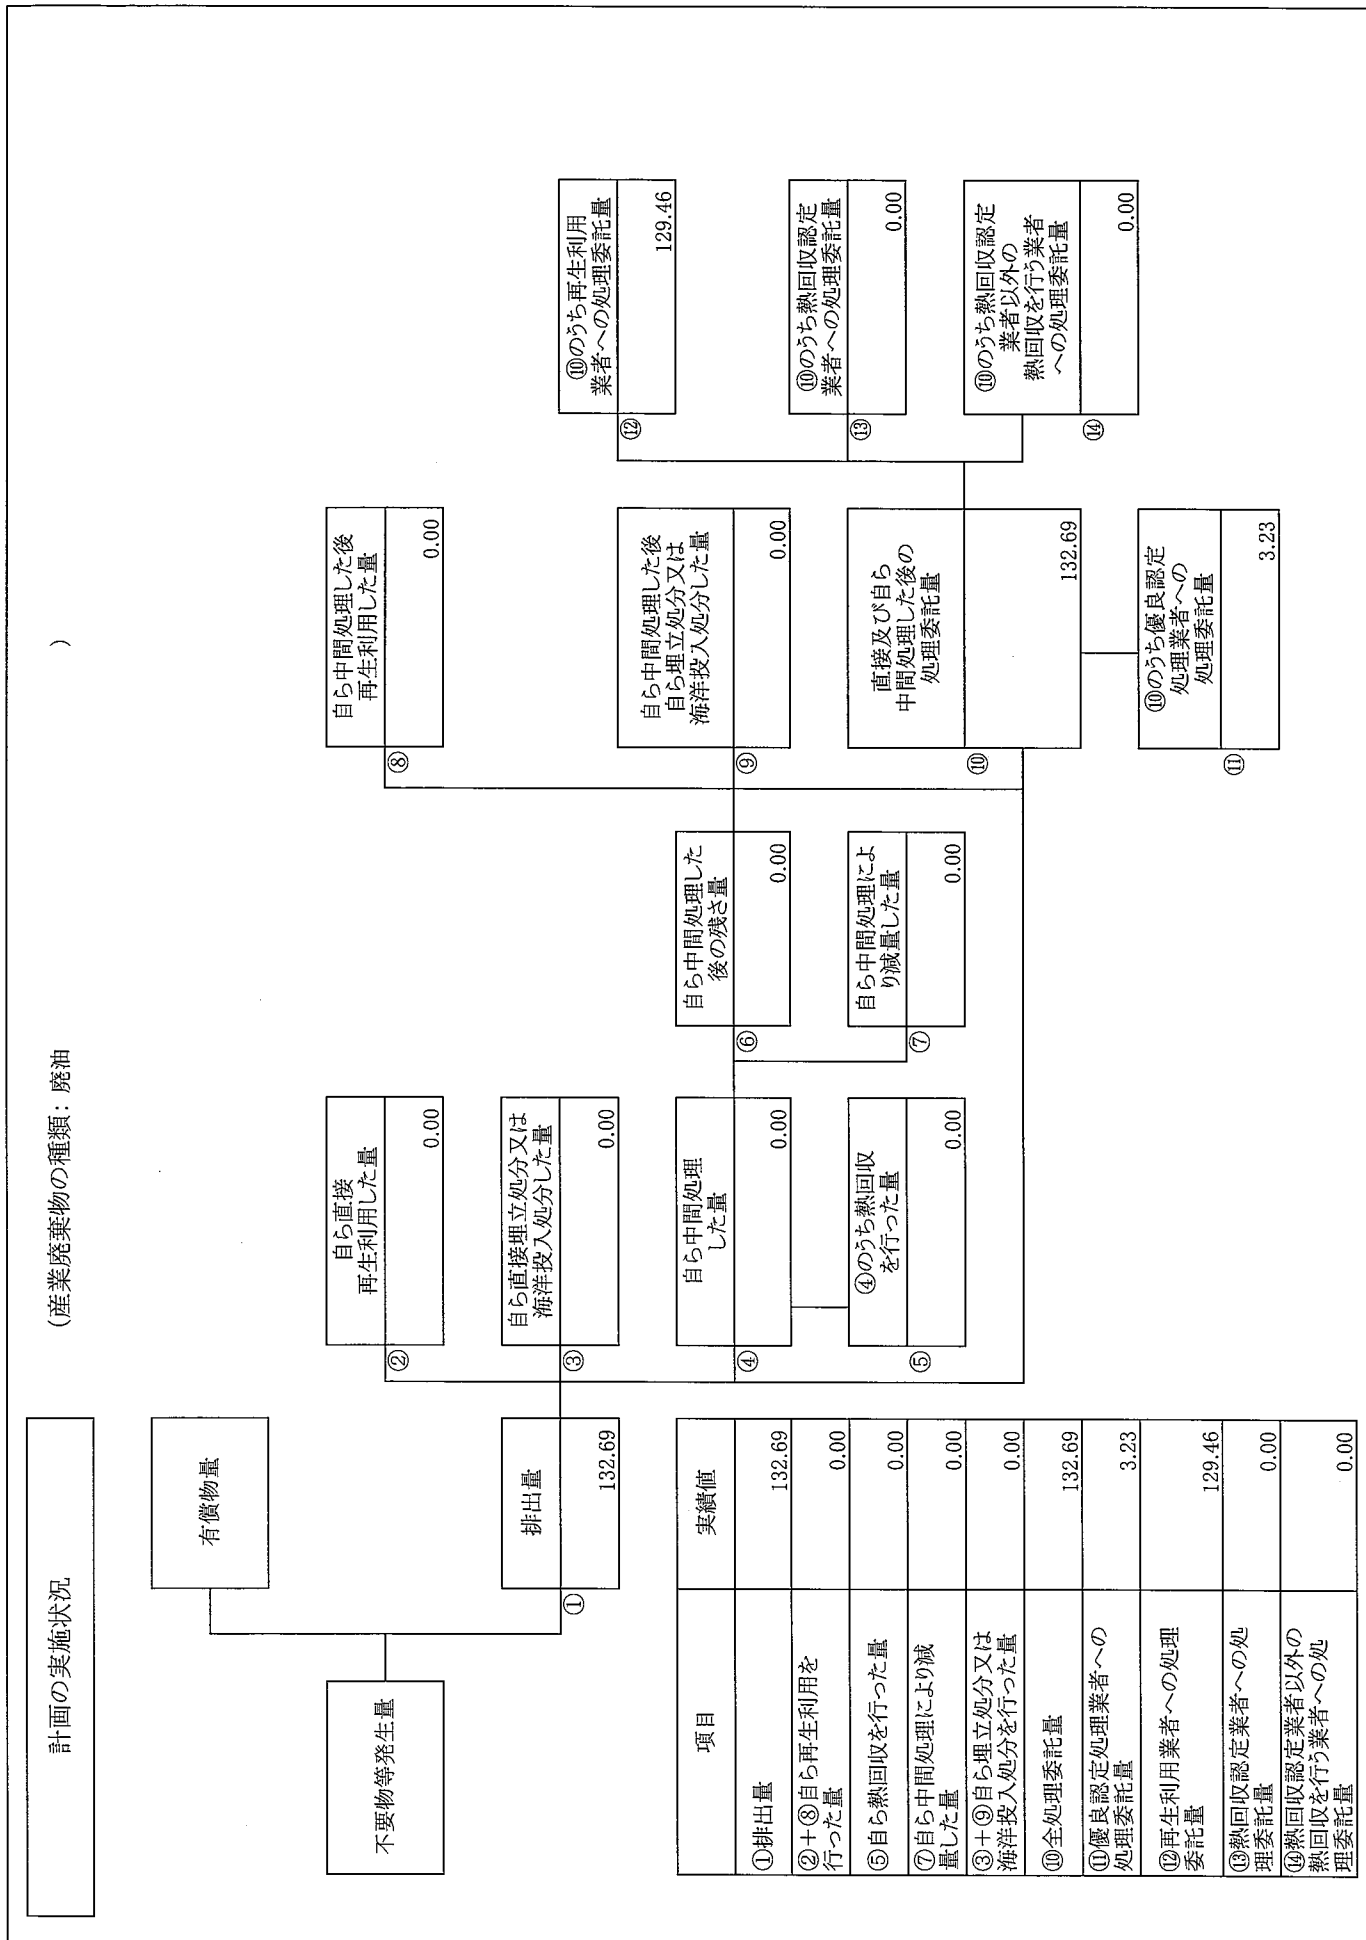 計画の実施状況
(産業廃棄物の種類: 廃油
)
不要物等発生量
有償物量
排出量
①
132.69
自ら直接
再生利用した量
②
0.00
自ら直接埋立処分又は
海洋投入処分した量
③
0.00
自ら中間処理
した量
④
0.00
④のうち熱回収
を行った量
⑤
0.00
自ら中間処理した
後の残さ量
⑥
0.00
自ら中間処理によ
り減量した量
⑦
0.00
自ら中間処理した後
再生利用した量
⑧
0.00
自ら中間処理した後
自ら埋立処分又は
海洋投入処分した量
⑨
0.00
直接及び自ら
中間処理した後の
処理委託量
⑩
132.69
⑩のうち優良認定
処理業者への
処理委託量
⑪
3.23
⑩のうち再生利用
業者への処理委託量
⑫
129.46
⑩のうち熱回収認定
業者への処理委託量
⑬
0.00
⑩のうち熱回収認定
業者以外の
熱回収を行う業者
への処理委託量
⑭
0.00
項目 実績値
①排出量 132.69
②+⑧自ら再生利用を
行った量 0.00
⑤自ら熱回収を行った量 0.00
⑦自ら中間処理により減
量した量 0.00
③+⑨自ら埋立処分又は
海洋投入処分を行った量 0.00
⑩全処理委託量 132.69
⑪優良認定処理業者への
処理委託量 3.23
⑫再生利用業者への処理
委託量 129.46
⑬熱回収認定業者への処
理委託量 0.00
⑭熱回収認定業者以外の
熱回収を行う業者への処
理委託量 0.00